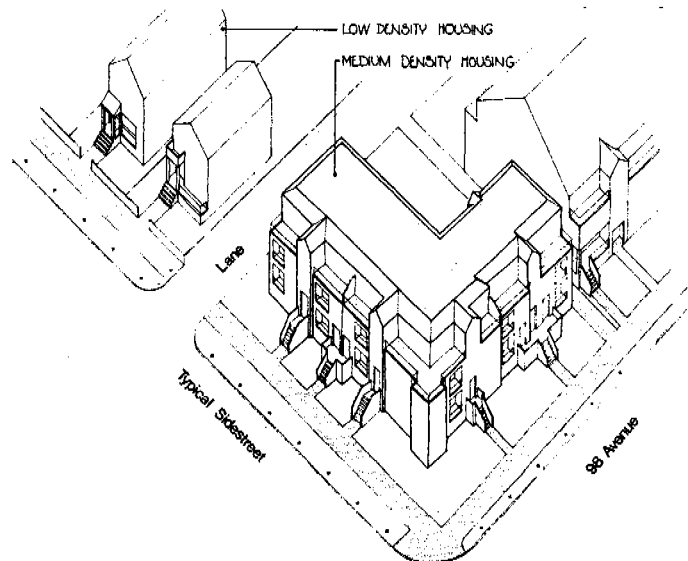 LOW DENSITY HOUSING
MEDIUM DENSITY HOUSING
Lane
Typical Sidestreet
98 Avenue